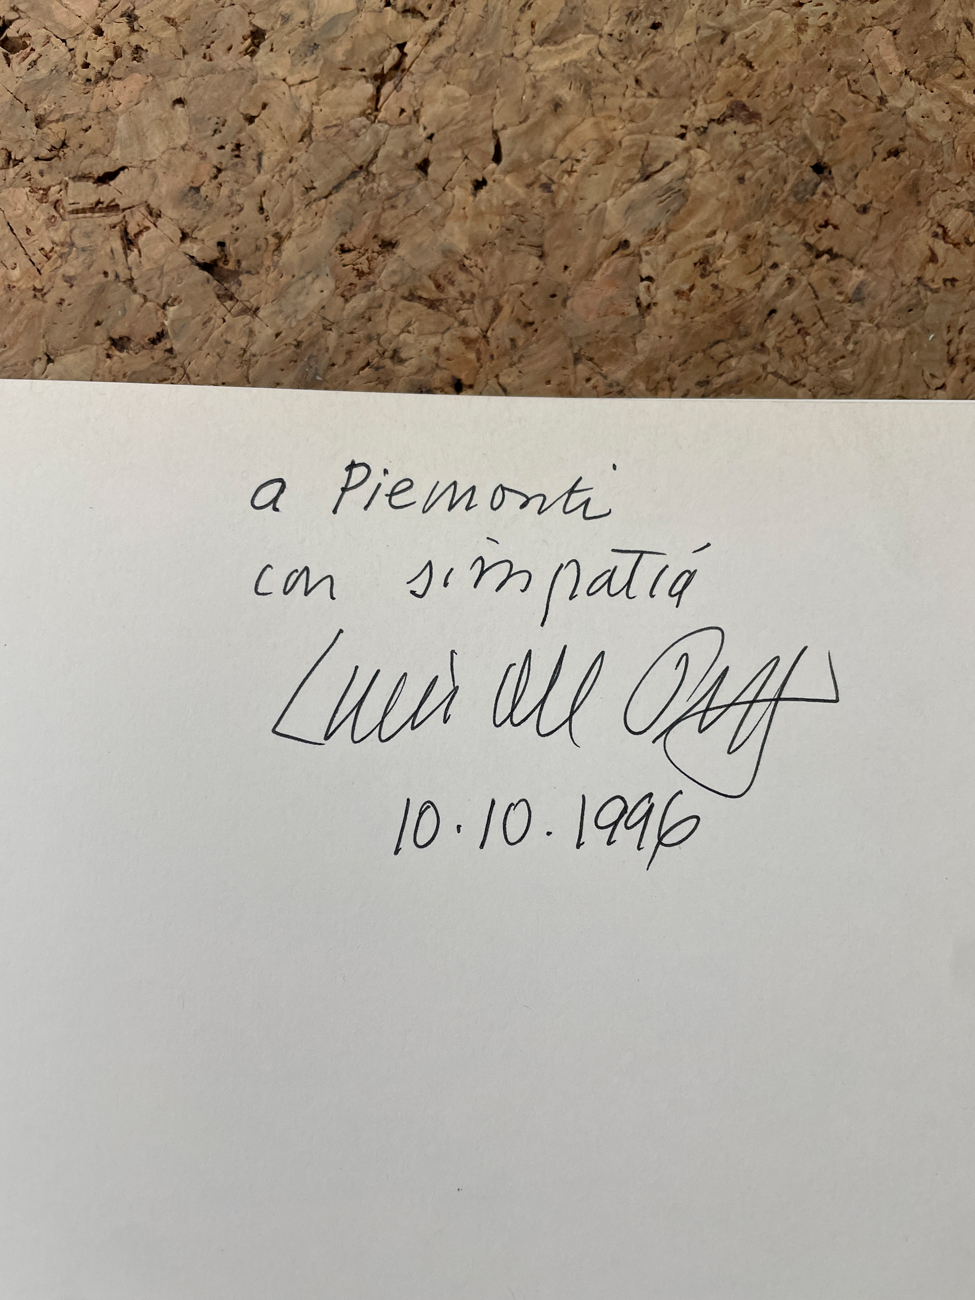 a Piemonti
con simpatiá
10.10.1996